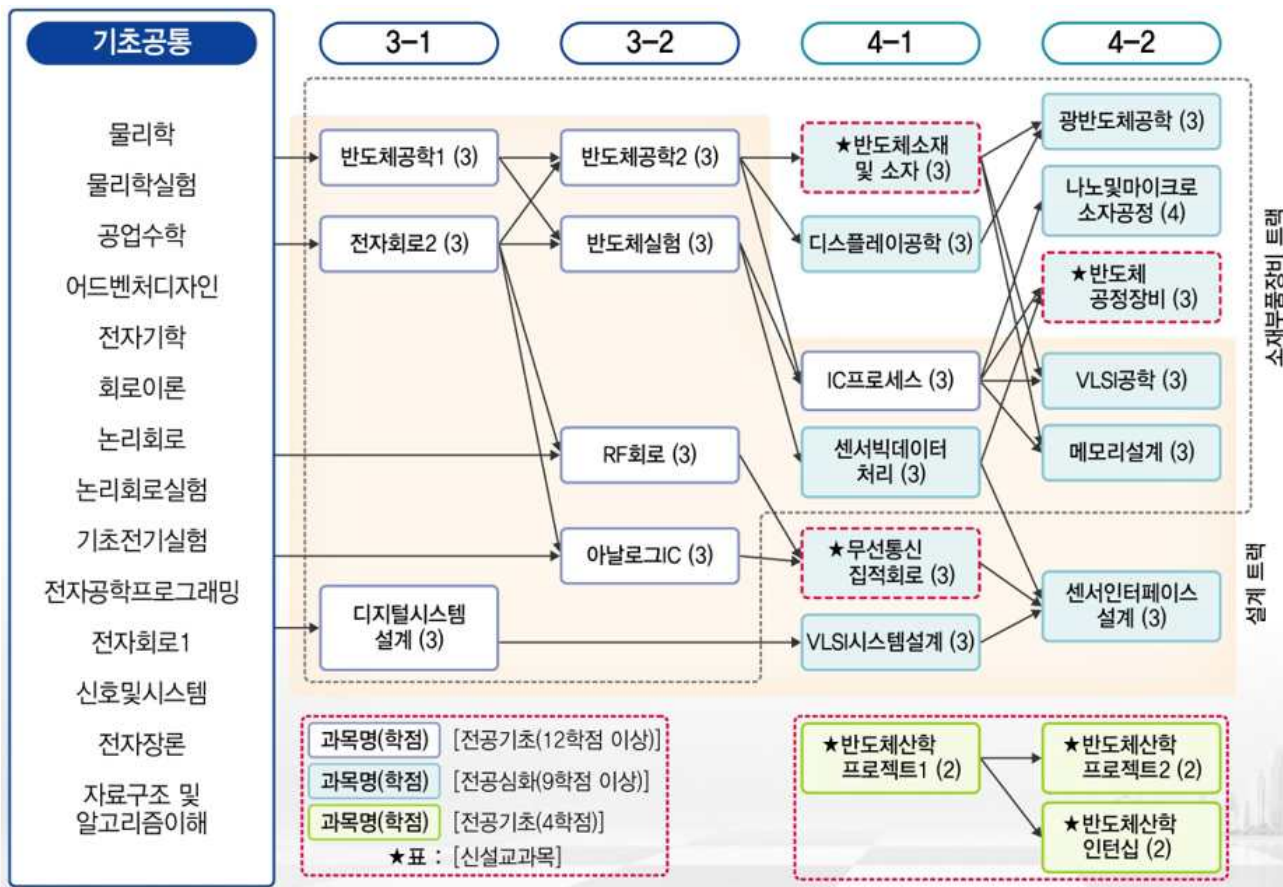 기초공통
물리학
물리학실험
공업수학
어드벤처디자인
전자기학
회로이론
논리회로
논리회로실험
기초전기실험
전자공학프로그래밍
전자회로1
신호및시스템
전자장론
자료구조 및
알고리즘이해
3-1
반도체공학1 (3)
전자회로2 (3)
디지털시스템
설계 (3)
3-2
반도체공학2 (3)
반도체실험 (3)
RF회로 (3)
아날로그IC (3)
4-1
★반도체소재
및 소자 (3)
디스플레이공학 (3)
IC프로세스 (3)
센서빅데이터
처리 (3)
★무선통신
집적회로 (3)
VLSI시스템설계 (3)
4-2
광반도체공학 (3)
나노및마이크로
소자공정 (4)
★반도체
공정장비 (3)
VLSI공학 (3)
메모리설계 (3)
센서인터페이스
설계 (3)
소재부품장비 트랙
설계 트랙
과목명(학점) [전공기초(12학점 이상)]
과목명(학점) [전공심화(9학점 이상)]
과목명(학점) [전공기초(4학점)]
★표 : [신설교과목]
★반도체산학
프로젝트1 (2)
★반도체산학
프로젝트2 (2)
★반도체산학
인턴십 (2)